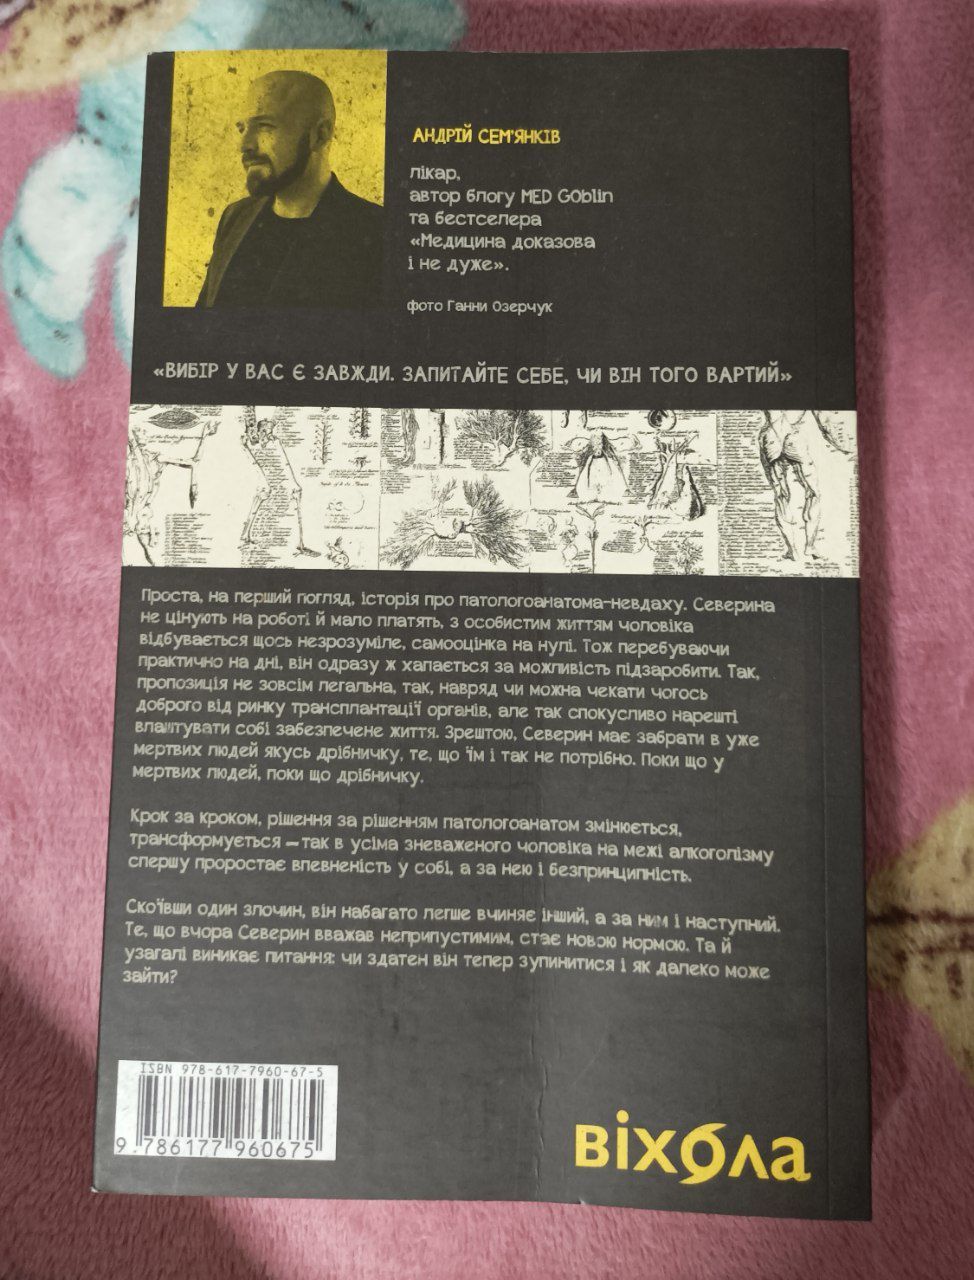 АНДРІЙ СЕМ'ЯНКІВ
лікар,
автор блогу MED GOblin
та бестселера
«Медицина доказова
і не дуже».
фото Ганни Озерчук
«ВИБІР У ВАС Є ЗАВЖДИ. ЗАПИТАЙТЕ СЕБЕ, ЧИ ВІН ТОГО ВАРТИЙ»
Проста, на перший погляд, історія про патологоанатома-невдаху. Северина
не цінують на роботі й мало платять, з особистим життям чоловіка
відбувається щось незрозуміле, самооцінка на нулі. Тож перебуваючи
практично на дні, він одразу ж хапається за можливість підзаробити. Так,
пропозиція не зовсім легальна, так, навряд чи можна чекати чогось
доброго від ринку трансплантації органів, але так спокусливо нарешті
влаштувати собі забезпечене життя. Зрештою, Северин має забрати в уже
мертвих людей якусь дрібничку, те, що їм і так не потрібно. Поки що у
мертвих людей, поки що дрібничку.
Крок за кроком, рішення за рішенням патологоанатом змінюється,
трансформується — так в усіма зневаженого чоловіка на межі алкоголізму
спершу проростає впевненість у собі, а за нею і безпринципність.
Скоївши один злочин, він набагато легше вчиняє інший, а за ним і наступний.
Те, що вчора Северин вважав неприпустимим, стає новою нормою. Та й
узагалі виникає питання: чи здатен він тепер зупинитися і як далеко може
зайти?
ISBN 978-617-7960-67-5
9 786177 960675
віхола